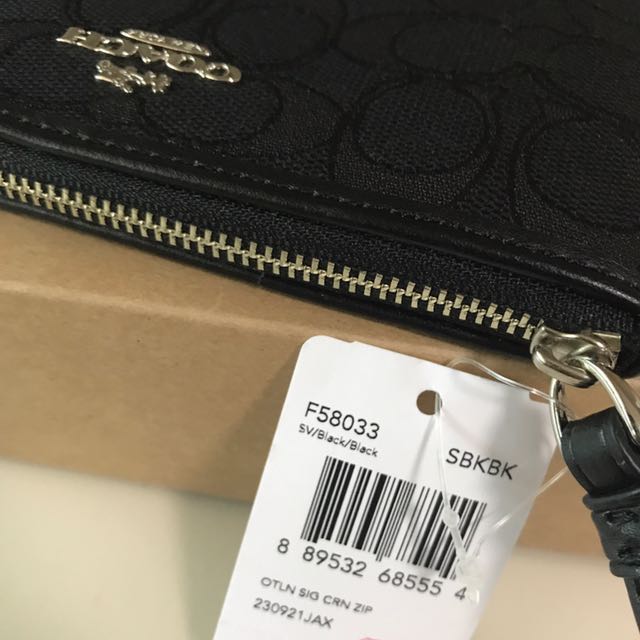 COACH
F58033
SV/Black/Black
SBKBK
8 89532 68555 4
OTLN SIG CRN ZIP
230921JAX